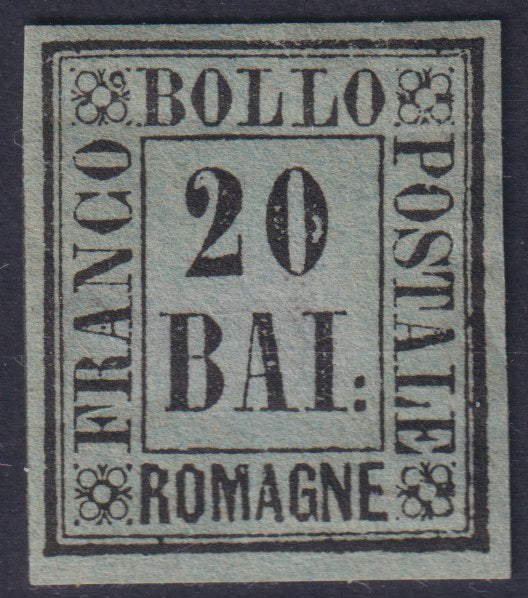 FRANCO
BOLLO
POSTALE
20
BAI:
ROMAGNE